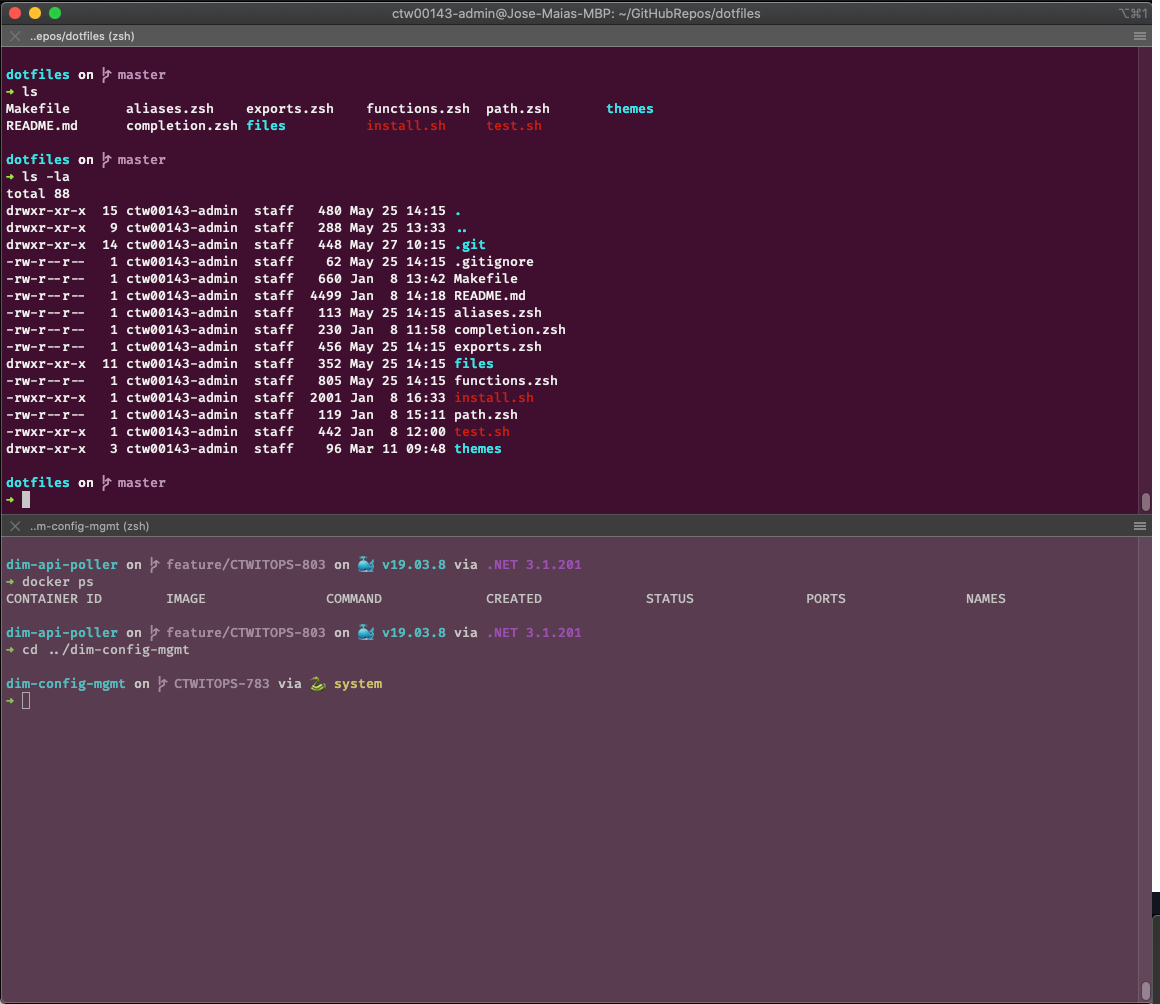 ctw00143-admin@Jose-Maias-MBP: ~/GitHubRepos/dotfiles ⌥⌘1
..epos/dotfiles (zsh)
dotfiles on master
➜ ls
Makefile aliases.zsh exports.zsh functions.zsh path.zsh themes
README.md completion.zsh files install.sh test.sh
dotfiles on master
➜ ls -la
total 88
drwxr-xr-x 15 ctw00143-admin staff 480 May 25 14:15 .
drwxr-xr-x 9 ctw00143-admin staff 288 May 25 13:33 ..
drwxr-xr-x 14 ctw00143-admin staff 448 May 27 10:15 .git
-rw-r--r-- 1 ctw00143-admin staff 62 May 25 14:15 .gitignore
-rw-r--r-- 1 ctw00143-admin staff 660 Jan 8 13:42 Makefile
-rw-r--r-- 1 ctw00143-admin staff 4499 Jan 8 14:18 README.md
-rw-r--r-- 1 ctw00143-admin staff 113 May 25 14:15 aliases.zsh
-rw-r--r-- 1 ctw00143-admin staff 230 Jan 8 11:58 completion.zsh
-rw-r--r-- 1 ctw00143-admin staff 456 May 25 14:15 exports.zsh
drwxr-xr-x 11 ctw00143-admin staff 352 May 25 14:15 files
-rw-r--r-- 1 ctw00143-admin staff 805 May 25 14:15 functions.zsh
-rwxr-xr-x 1 ctw00143-admin staff 2001 Jan 8 16:33 install.sh
-rw-r--r-- 1 ctw00143-admin staff 119 Jan 8 15:11 path.zsh
-rwxr-xr-x 1 ctw00143-admin staff 442 Jan 8 12:00 test.sh
drwxr-xr-x 3 ctw00143-admin staff 96 Mar 11 09:48 themes
dotfiles on master
➜
..m-config-mgmt (zsh)
dim-api-poller on feature/CTWITOPS-803 on 🐳 v19.03.8 via .NET 3.1.201
➜ docker ps
CONTAINER ID IMAGE COMMAND CREATED STATUS PORTS NAMES
dim-api-poller on feature/CTWITOPS-803 on 🐳 v19.03.8 via .NET 3.1.201
➜ cd ../dim-config-mgmt
dim-config-mgmt on CTWITOPS-783 via 🐍 system
➜